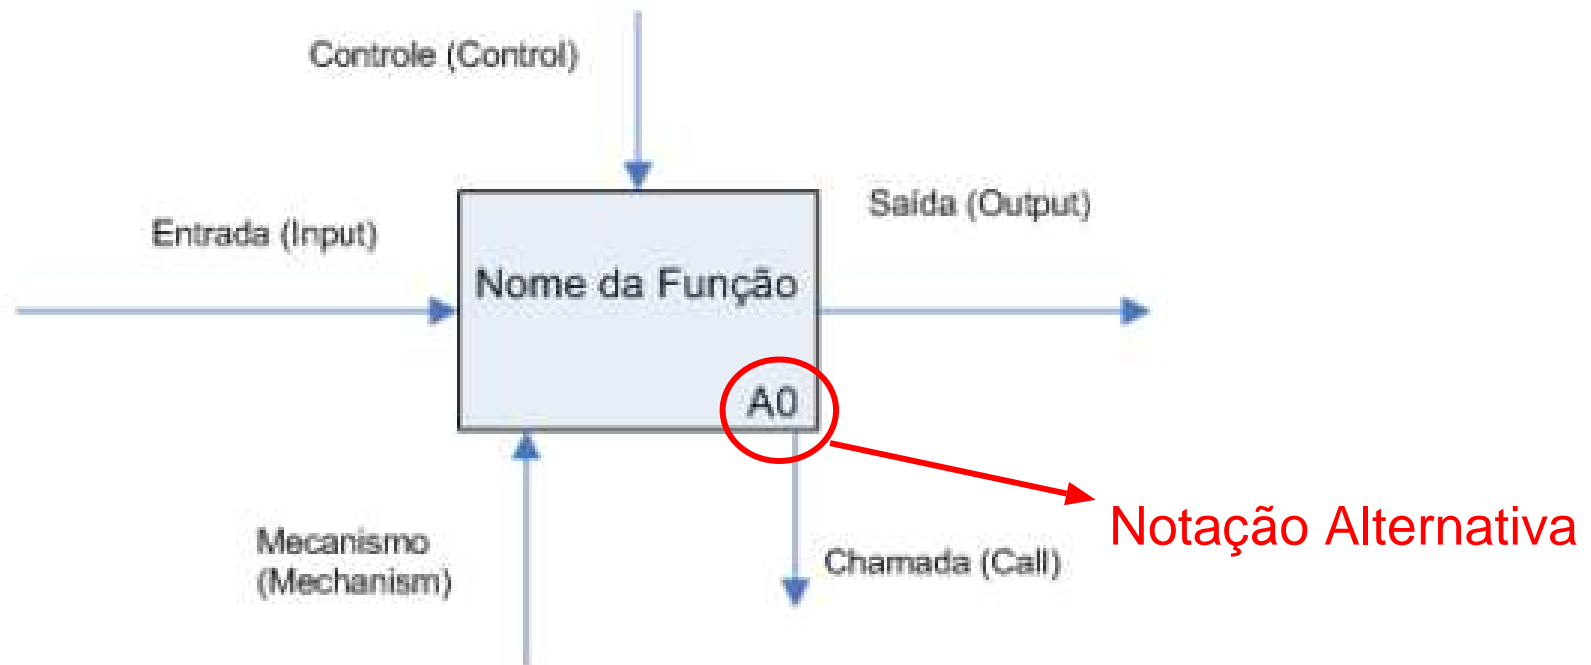 Controle (Control)
Saída (Output)
Entrada (Input)
Nome da Função
A0
Notação Alternativa
Mecanismo
(Mechanism)
Chamada (Call)